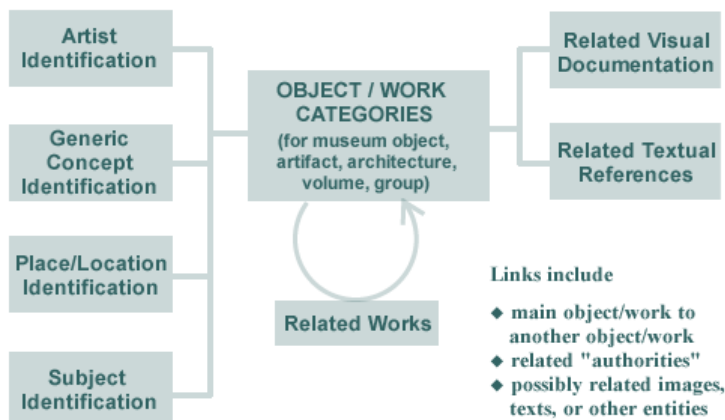 Artist
Identification
Generic
Concept
Identification
Place/Location
Identification
Subject
Identification
OBJECT / WORK
CATEGORIES
(for museum object,
artifact, architecture,
volume, group)
Related Works
Related Visual
Documentation
Related Textual
References
Links include
◆ main object/work to
another object/work
◆ related "authorities"
◆ possibly related images,
texts, or other entities